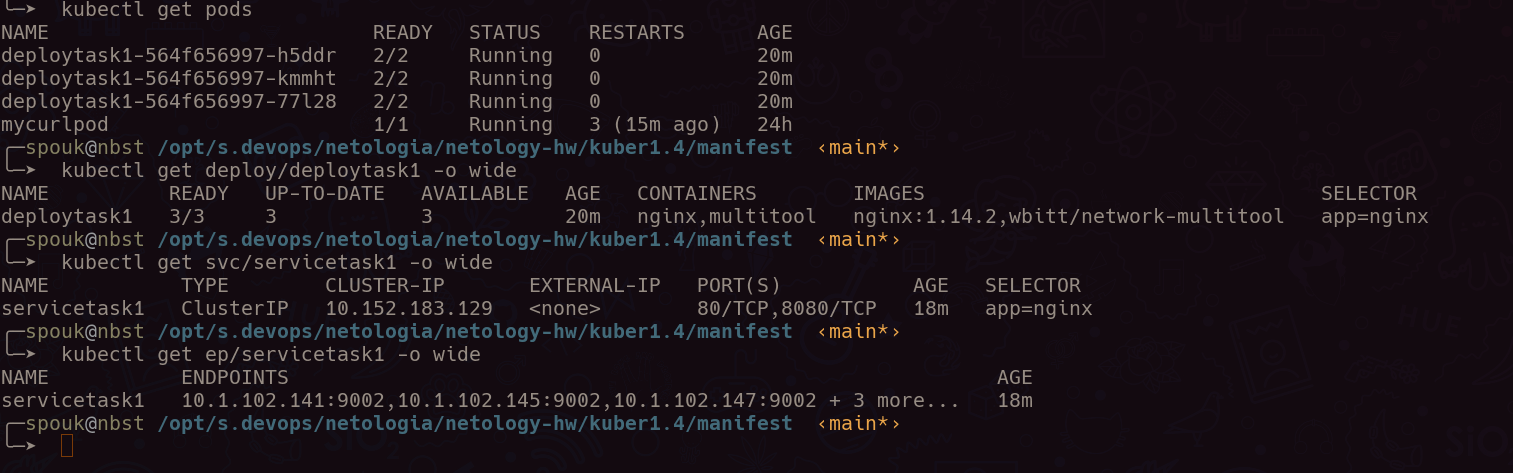 ╰─➤  kubectl get pods
NAME                           READY   STATUS    RESTARTS      AGE
deploytask1-564f656997-h5ddr   2/2     Running   0             20m
deploytask1-564f656997-kmmht   2/2     Running   0             20m
deploytask1-564f656997-77l28   2/2     Running   0             20m
mycurlpod                      1/1     Running   3 (15m ago)   24h
╭─spouk@nbst /opt/s.devops/netologia/netology-hw/kuber1.4/manifest  ‹main*›
╰─➤  kubectl get deploy/deploytask1 -o wide
NAME          READY   UP-TO-DATE   AVAILABLE   AGE   CONTAINERS        IMAGES                                 SELECTOR
deploytask1   3/3     3            3           20m   nginx,multitool   nginx:1.14.2,wbitt/network-multitool   app=nginx
╭─spouk@nbst /opt/s.devops/netologia/netology-hw/kuber1.4/manifest  ‹main*›
╰─➤  kubectl get svc/servicetask1 -o wide
NAME           TYPE        CLUSTER-IP       EXTERNAL-IP   PORT(S)           AGE   SELECTOR
servicetask1   ClusterIP   10.152.183.129   <none>        80/TCP,8080/TCP   18m   app=nginx
╭─spouk@nbst /opt/s.devops/netologia/netology-hw/kuber1.4/manifest  ‹main*›
╰─➤  kubectl get ep/servicetask1 -o wide
NAME           ENDPOINTS                                                           AGE
servicetask1   10.1.102.141:9002,10.1.102.145:9002,10.1.102.147:9002 + 3 more...   18m
╭─spouk@nbst /opt/s.devops/netologia/netology-hw/kuber1.4/manifest  ‹main*›
╰─➤